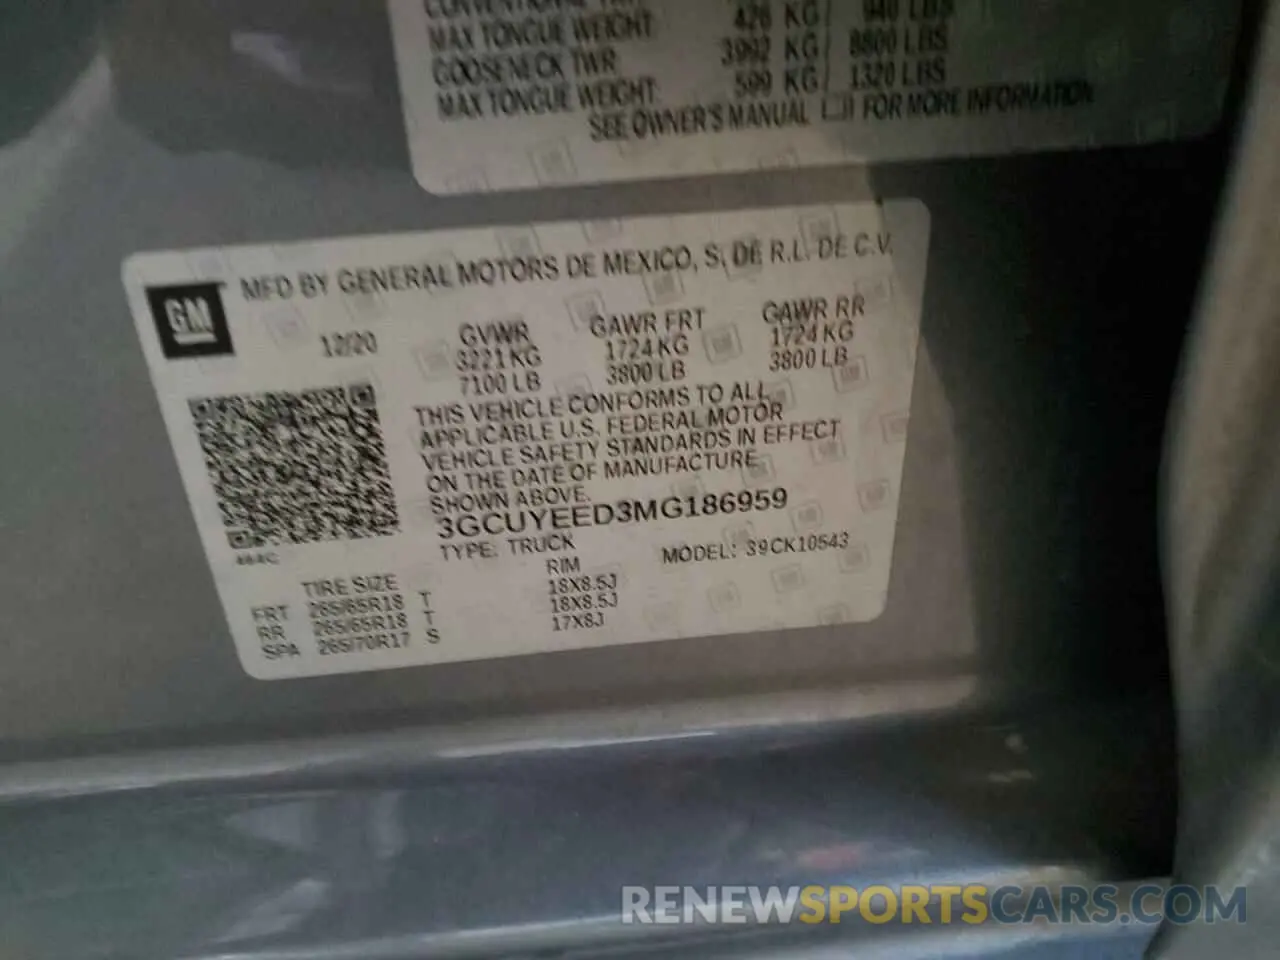 MAX TONGUE WEIGHT: 426 KG/ 940 LBS
GOOSENECK TWR: 3992 KG/ 8800 LBS
MAX TONGUE WEIGHT: 599 KG/ 1320 LBS
SEE OWNER'S MANUAL FOR MORE INFORMATION
GM
MFD BY GENERAL MOTORS DE MEXICO, S. DE R.L. DE C.V.
12/20 GVWR GAWR FRT GAWR RR
3221 KG 1724 KG 1724 KG
7100 LB 3800 LB 3800 LB
THIS VEHICLE CONFORMS TO ALL
APPLICABLE U.S. FEDERAL MOTOR
VEHICLE SAFETY STANDARDS IN EFFECT
ON THE DATE OF MANUFACTURE
SHOWN ABOVE.
3GCUYEED3MG186959
TYPE: TRUCK MODEL: 39CK10543
TIRE SIZE RIM
FRT 265/65R18 T 18X8.5J
RR 265/65R18 T 18X8.5J
SPA 265/70R17 S 17X8J
RENEWSPORTSCARS.COM